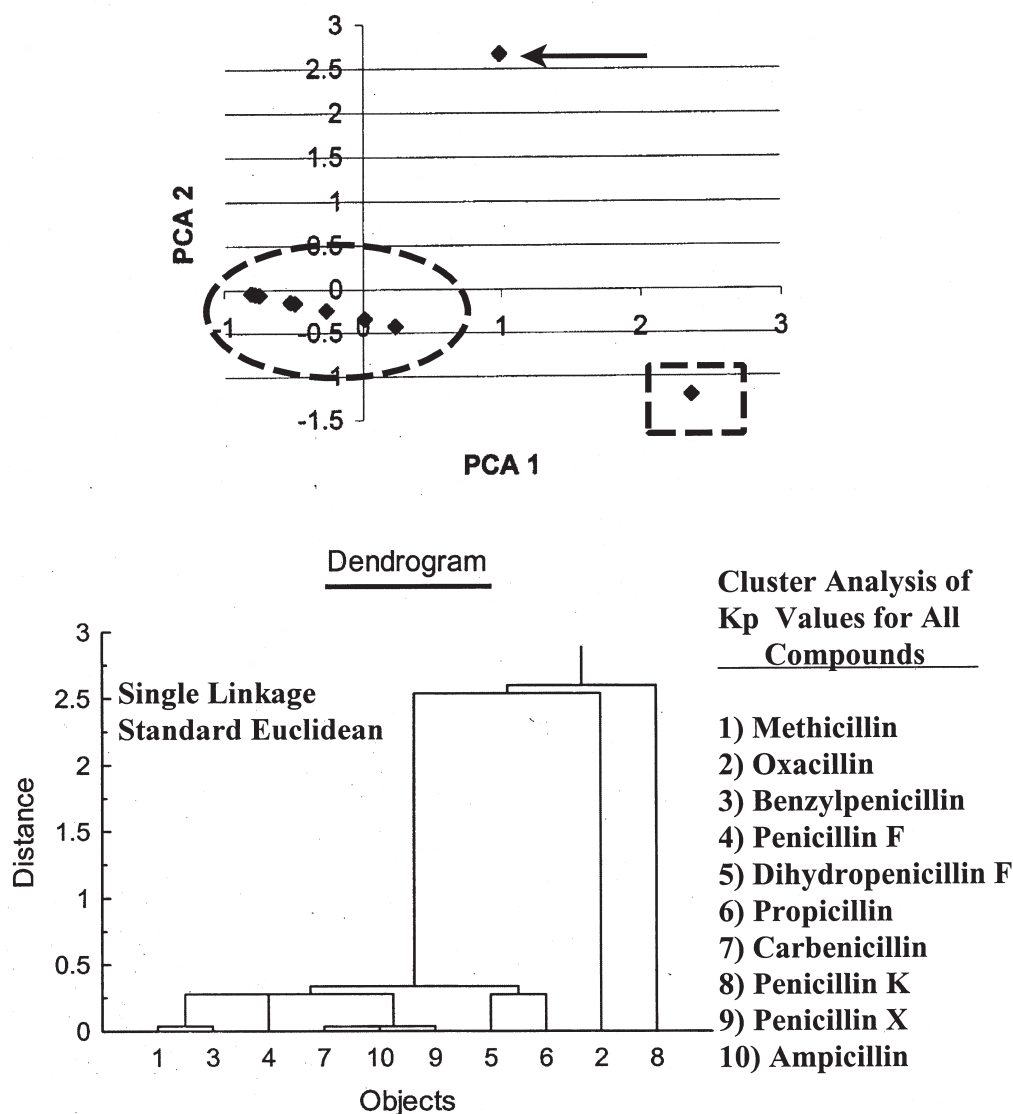 3
2.5
2
1.5
1
0.5
0
-1 0 1 2 3
-0.5
-1
-1.5
PCA 2
PCA 1
Dendrogram
Cluster Analysis of
Kp Values for All
Compounds
Single Linkage
Standard Euclidean
3
2.5
2
1.5
1
0.5
0
Distance
1 3 4 7 10 9 5 6 2 8
Objects
1) Methicillin
2) Oxacillin
3) Benzylpenicillin
4) Penicillin F
5) Dihydropenicillin F
6) Propicillin
7) Carbenicillin
8) Penicillin K
9) Penicillin X
10) Ampicillin